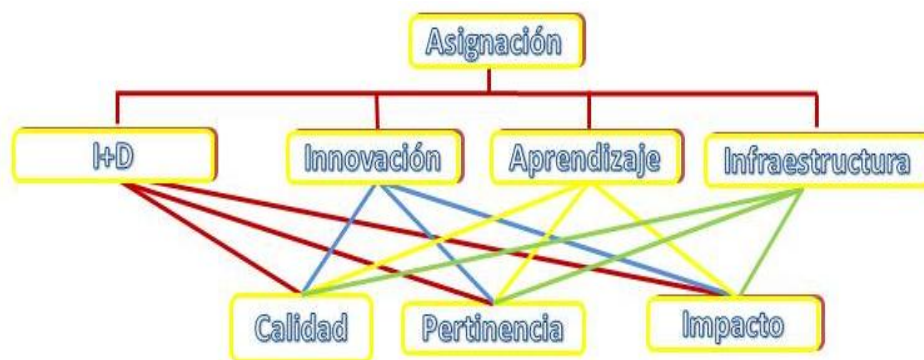 Asignación
I+D
Innovación
Aprendizaje
Infraestructura
Calidad
Pertinencia
Impacto